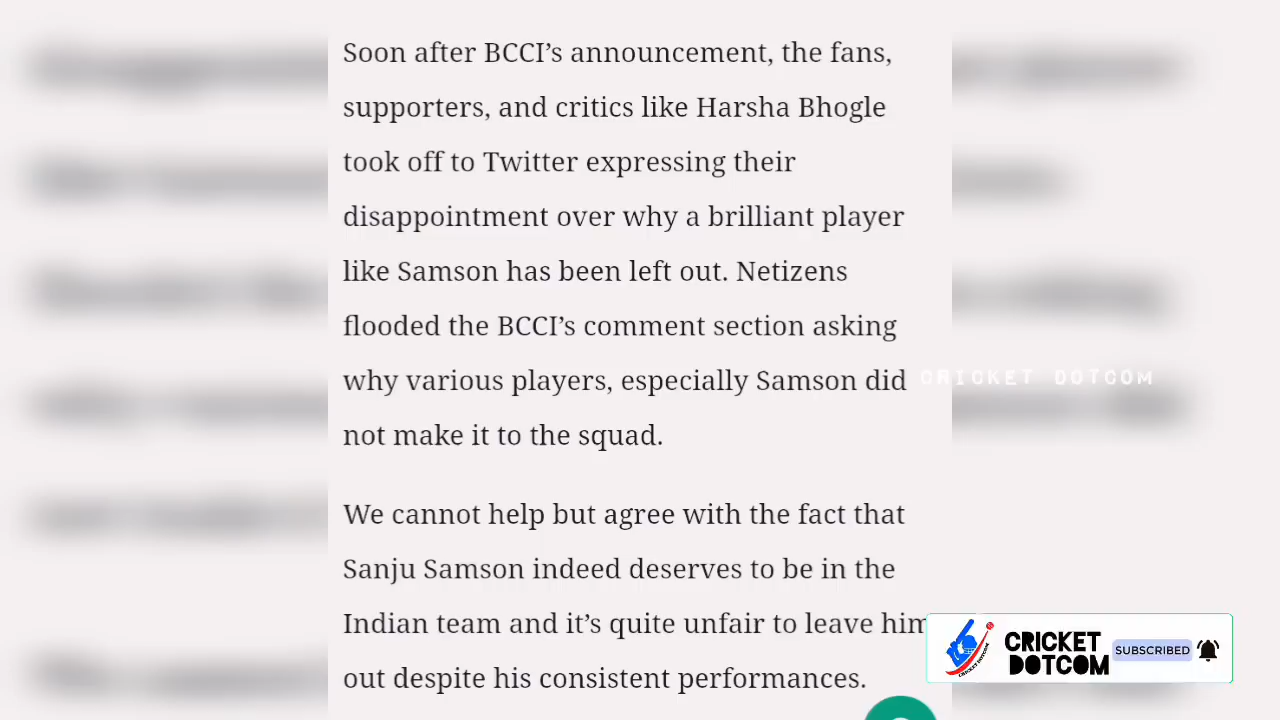 Soon after BCCI’s announcement, the fans,
supporters, and critics like Harsha Bhogle
took off to Twitter expressing their
disappointment over why a brilliant player
like Samson has been left out. Netizens
flooded the BCCI’s comment section asking
why various players, especially Samson did
not make it to the squad.
CRICKET DOTCOM
We cannot help but agree with the fact that
Sanju Samson indeed deserves to be in the
Indian team and it’s quite unfair to leave him
out despite his consistent performances.
CRICKET
DOTCOM
SUBSCRIBED